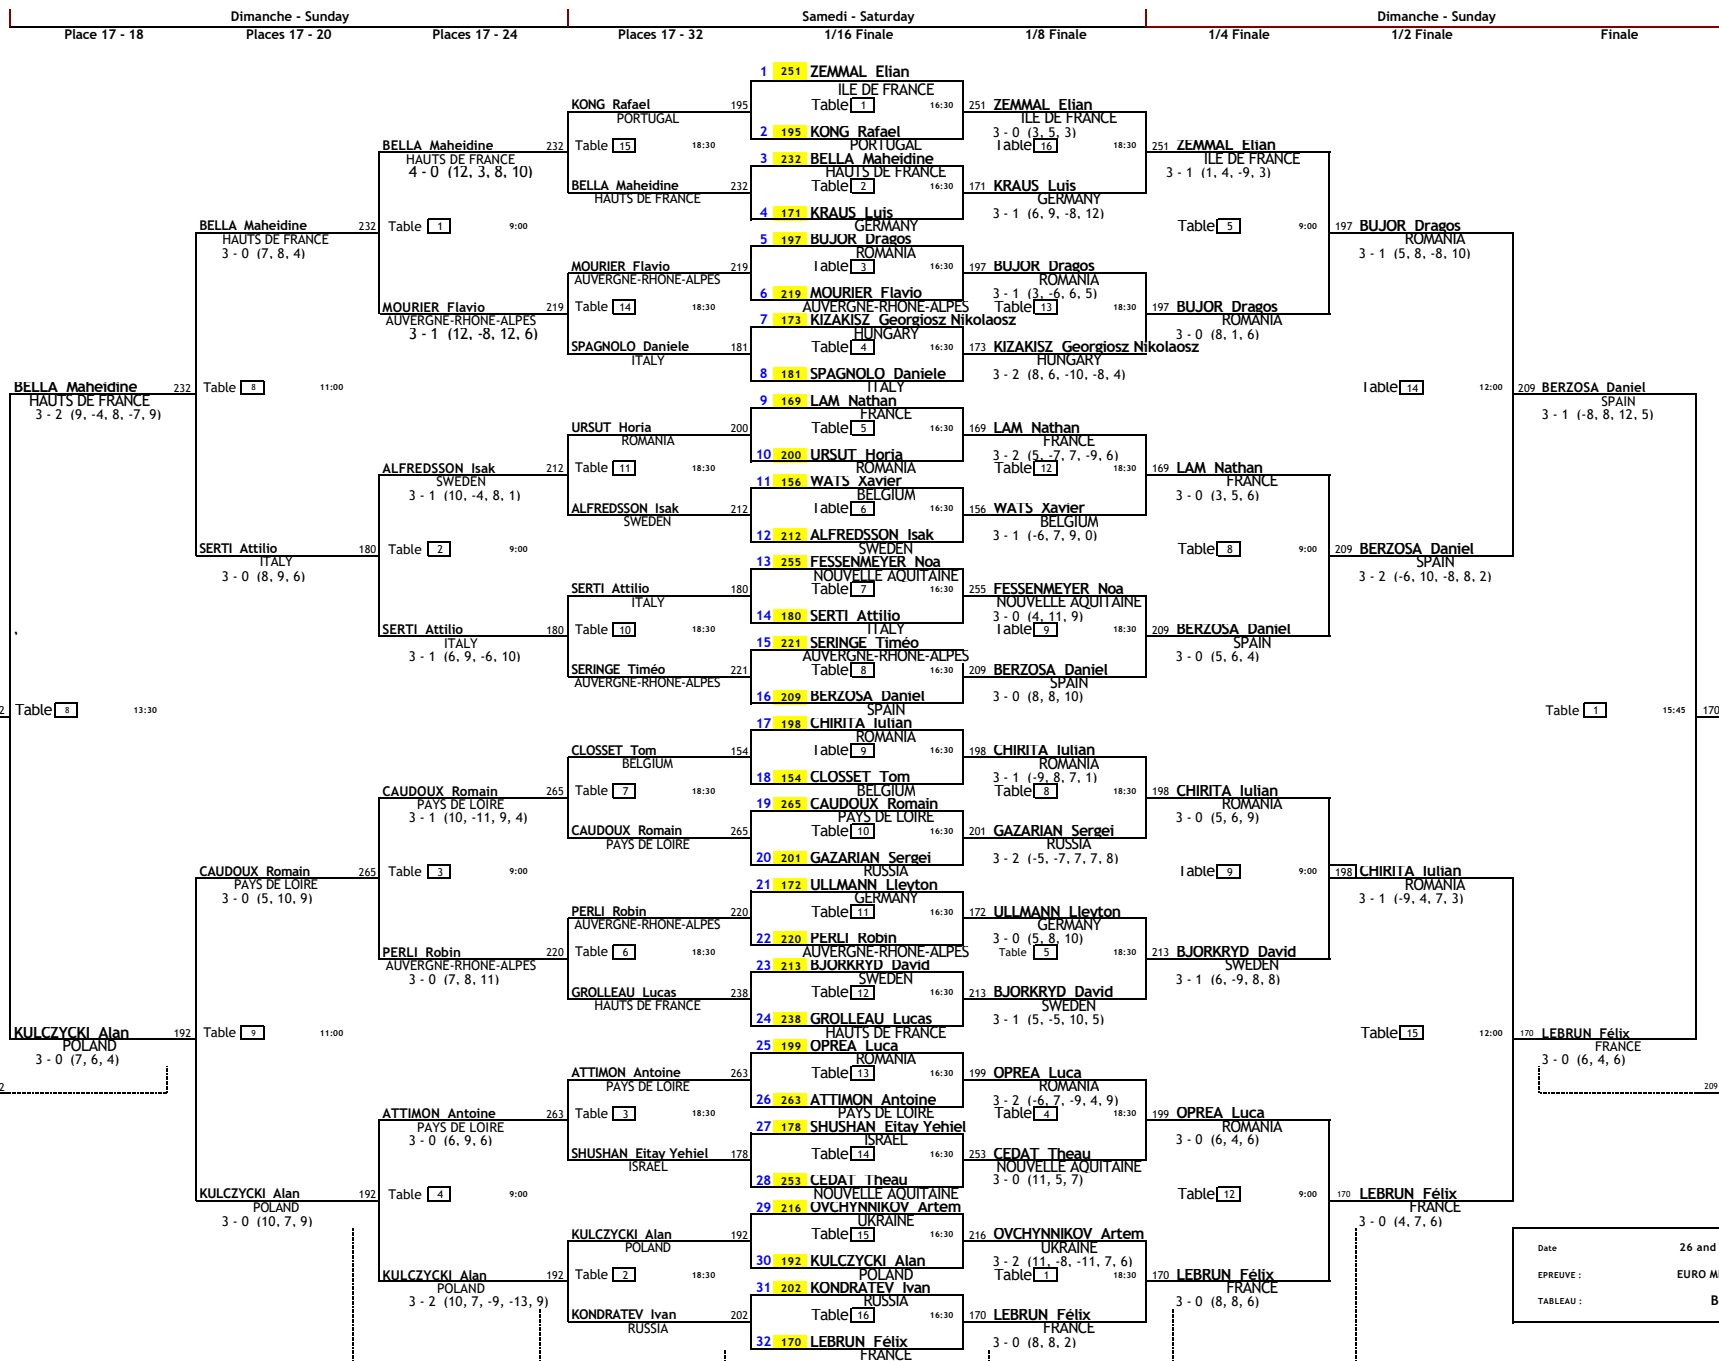 Dimanche - Sunday
Samedi - Saturday
Dimanche - Sunday
Place 17 - 18
Places 17 - 20
Places 17 - 24
Places 17 - 32
1/16 Finale
1/8 Finale
1/4 Finale
1/2 Finale
Finale
BELLA Maheidine 232
HAUTS DE FRANCE
3 - 2 (9, -4, 8, -7, 9)
2 Table 8 13:30
KULCZYCKI Alan 192
POLAND
3 - 0 (7, 6, 4)
2
BELLA Maheidine 232
HAUTS DE FRANCE
3 - 0 (7, 8, 4)
Table 8 11:00
SERTI Attilio 180
ITALY
3 - 0 (8, 9, 6)
CAUDOUX Romain 265
PAYS DE LOIRE
3 - 0 (5, 10, 9)
Table 9 11:00
KULCZYCKI Alan 192
POLAND
3 - 0 (10, 7, 9)
BELLA Maheidine 232
HAUTS DE FRANCE
4 - 0 (12, 3, 8, 10)
Table 1 9:00
MOURIER Flavio 219
AUVERGNE-RHONE-ALPES
3 - 1 (12, -8, 12, 6)
ALFREDSSON Isak 212
SWEDEN
3 - 1 (10, -4, 8, 1)
Table 2 9:00
SERTI Attilio 180
ITALY
3 - 1 (6, 9, -6, 10)
CAUDOUX Romain 265
PAYS DE LOIRE
3 - 1 (10, -11, 9, 4)
Table 3 9:00
PERLI Robin 220
AUVERGNE-RHONE-ALPES
3 - 0 (7, 8, 11)
ATTIMON Antoine 263
PAYS DE LOIRE
3 - 0 (6, 9, 6)
Table 4 9:00
KULCZYCKI Alan 192
POLAND
3 - 2 (10, 7, -9, -13, 9)
KONG Rafael 195
PORTUGAL
Table 15 18:30
BELLA Maheidine 232
HAUTS DE FRANCE
MOURIER Flavio 219
AUVERGNE-RHONE-ALPES
Table 14 18:30
SPAGNOLO Daniele 181
ITALY
URSUT Horia 200
ROMANIA
Table 11 18:30
ALFREDSSON Isak 212
SWEDEN
SERTI Attilio 180
ITALY
Table 10 18:30
SERINGE Timéo 221
AUVERGNE-RHONE-ALPES
CLOSSET Tom 154
BELGIUM
Table 7 18:30
CAUDOUX Romain 265
PAYS DE LOIRE
PERLI Robin 220
AUVERGNE-RHONE-ALPES
Table 6 18:30
GROLLEAU Lucas 238
HAUTS DE FRANCE
ATTIMON Antoine 263
PAYS DE LOIRE
Table 3 18:30
SHUSHAN Eitay Yehiel 178
ISRAEL
KULCZYCKI Alan 192
POLAND
Table 2 18:30
KONDRATEV Ivan 202
RUSSIA
1 251 ZEMMAL Elian
ILE DE FRANCE
Table 1 16:30
2 195 KONG Rafael
PORTUGAL
3 232 BELLA Maheidine
HAUTS DE FRANCE
Table 2 16:30
4 171 KRAUS Luis
GERMANY
5 197 BUJOR Dragos
ROMANIA
Table 3 16:30
6 219 MOURIER Flavio
AUVERGNE-RHONE-ALPES
7 173 KIZAKISZ Georgiosz Nikolaosz
HUNGARY
Table 4 16:30
8 181 SPAGNOLO Daniele
ITALY
9 169 LAM Nathan
FRANCE
Table 5 16:30
10 200 URSUT Horia
ROMANIA
11 156 WATS Xavier
BELGIUM
Table 6 16:30
12 212 ALFREDSSON Isak
SWEDEN
13 255 FESSENMEYER Noa
NOUVELLE AQUITAINE
Table 7 16:30
14 180 SERTI Attilio
ITALY
15 221 SERINGE Timéo
AUVERGNE-RHONE-ALPES
Table 8 16:30
16 209 BERZOSA Daniel
SPAIN
17 198 CHIRITA Iulian
ROMANIA
Table 9 16:30
18 154 CLOSSET Tom
BELGIUM
19 265 CAUDOUX Romain
PAYS DE LOIRE
Table 10 16:30
20 201 GAZARIAN Sergei
RUSSIA
21 172 ULLMANN Lleyton
GERMANY
Table 11 16:30
22 220 PERLI Robin
AUVERGNE-RHONE-ALPES
23 213 BJORKRYD David
SWEDEN
Table 12 16:30
24 238 GROLLEAU Lucas
HAUTS DE FRANCE
25 199 OPREA Luca
ROMANIA
Table 13 16:30
26 263 ATTIMON Antoine
PAYS DE LOIRE
27 178 SHUSHAN Eitay Yehiel
ISRAEL
Table 14 16:30
28 253 CEDAT Theau
NOUVELLE AQUITAINE
29 216 OVCHYNNIKOV Artem
UKRAINE
Table 15 16:30
30 192 KULCZYCKI Alan
POLAND
31 202 KONDRATEV Ivan
RUSSIA
Table 16 16:30
32 170 LEBRUN Félix
FRANCE
251 ZEMMAL Elian
ILE DE FRANCE
3 - 0 (3, 5, 3)
Table 16 18:30
171 KRAUS Luis
GERMANY
3 - 1 (6, 9, -8, 12)
197 BUJOR Dragos
ROMANIA
3 - 1 (3, -6, 6, 5)
Table 13 18:30
173 KIZAKISZ Georgiosz Nikolaosz
HUNGARY
3 - 2 (8, 6, -10, -8, 4)
169 LAM Nathan
FRANCE
3 - 2 (5, -7, 7, -9, 6)
Table 12 18:30
156 WATS Xavier
BELGIUM
3 - 1 (-6, 7, 9, 0)
255 FESSENMEYER Noa
NOUVELLE AQUITAINE
3 - 0 (4, 11, 9)
Table 9 18:30
209 BERZOSA Daniel
SPAIN
3 - 0 (8, 8, 10)
198 CHIRITA Iulian
ROMANIA
3 - 1 (-9, 8, 7, 1)
Table 8 18:30
201 GAZARIAN Sergei
RUSSIA
3 - 2 (-5, -7, 7, 7, 8)
172 ULLMANN Lleyton
GERMANY
3 - 0 (5, 8, 10)
Table 5 18:30
213 BJORKRYD David
SWEDEN
3 - 1 (5, -5, 10, 5)
199 OPREA Luca
ROMANIA
3 - 2 (-6, 7, -9, 4, 9)
Table 4 18:30
253 CEDAT Theau
NOUVELLE AQUITAINE
3 - 0 (11, 5, 7)
216 OVCHYNNIKOV Artem
UKRAINE
3 - 2 (11, -8, -11, 7, 6)
Table 1 18:30
170 LEBRUN Félix
FRANCE
3 - 0 (8, 8, 2)
251 ZEMMAL Elian
ILE DE FRANCE
3 - 1 (1, 4, -9, 3)
Table 5 9:00
197 BUJOR Dragos
ROMANIA
3 - 0 (8, 1, 6)
169 LAM Nathan
FRANCE
3 - 0 (3, 5, 6)
Table 8 9:00
209 BERZOSA Daniel
SPAIN
3 - 0 (5, 6, 4)
198 CHIRITA Iulian
ROMANIA
3 - 0 (5, 6, 9)
Table 9 9:00
213 BJORKRYD David
SWEDEN
3 - 1 (6, -9, 8, 8)
199 OPREA Luca
ROMANIA
3 - 0 (6, 4, 6)
Table 12 9:00
170 LEBRUN Félix
FRANCE
3 - 0 (8, 8, 6)
197 BUJOR Dragos
ROMANIA
3 - 1 (5, 8, -8, 10)
Table 14 12:00
209 BERZOSA Daniel
SPAIN
3 - 2 (-6, 10, -8, 8, 2)
198 CHIRITA Iulian
ROMANIA
3 - 1 (-9, 4, 7, 3)
Table 15 12:00
170 LEBRUN Félix
FRANCE
3 - 0 (4, 7, 6)
209 BERZOSA Daniel
SPAIN
3 - 1 (-8, 8, 12, 5)
Table 1 15:45 170
170 LEBRUN Félix
FRANCE
3 - 0 (6, 4, 6)
209
Date 26 and
EPREUVE : EURO M
TABLEAU : B